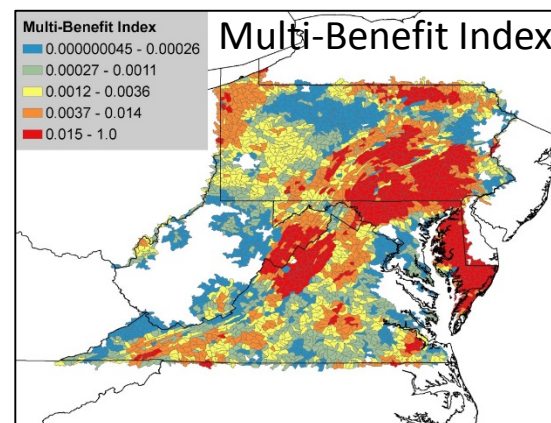 Multi-Benefit Index
Multi-Benefit Index
0.000000045 - 0.00026
0.00027 - 0.0011
0.0012 - 0.0036
0.0037 - 0.014
0.015 - 1.0